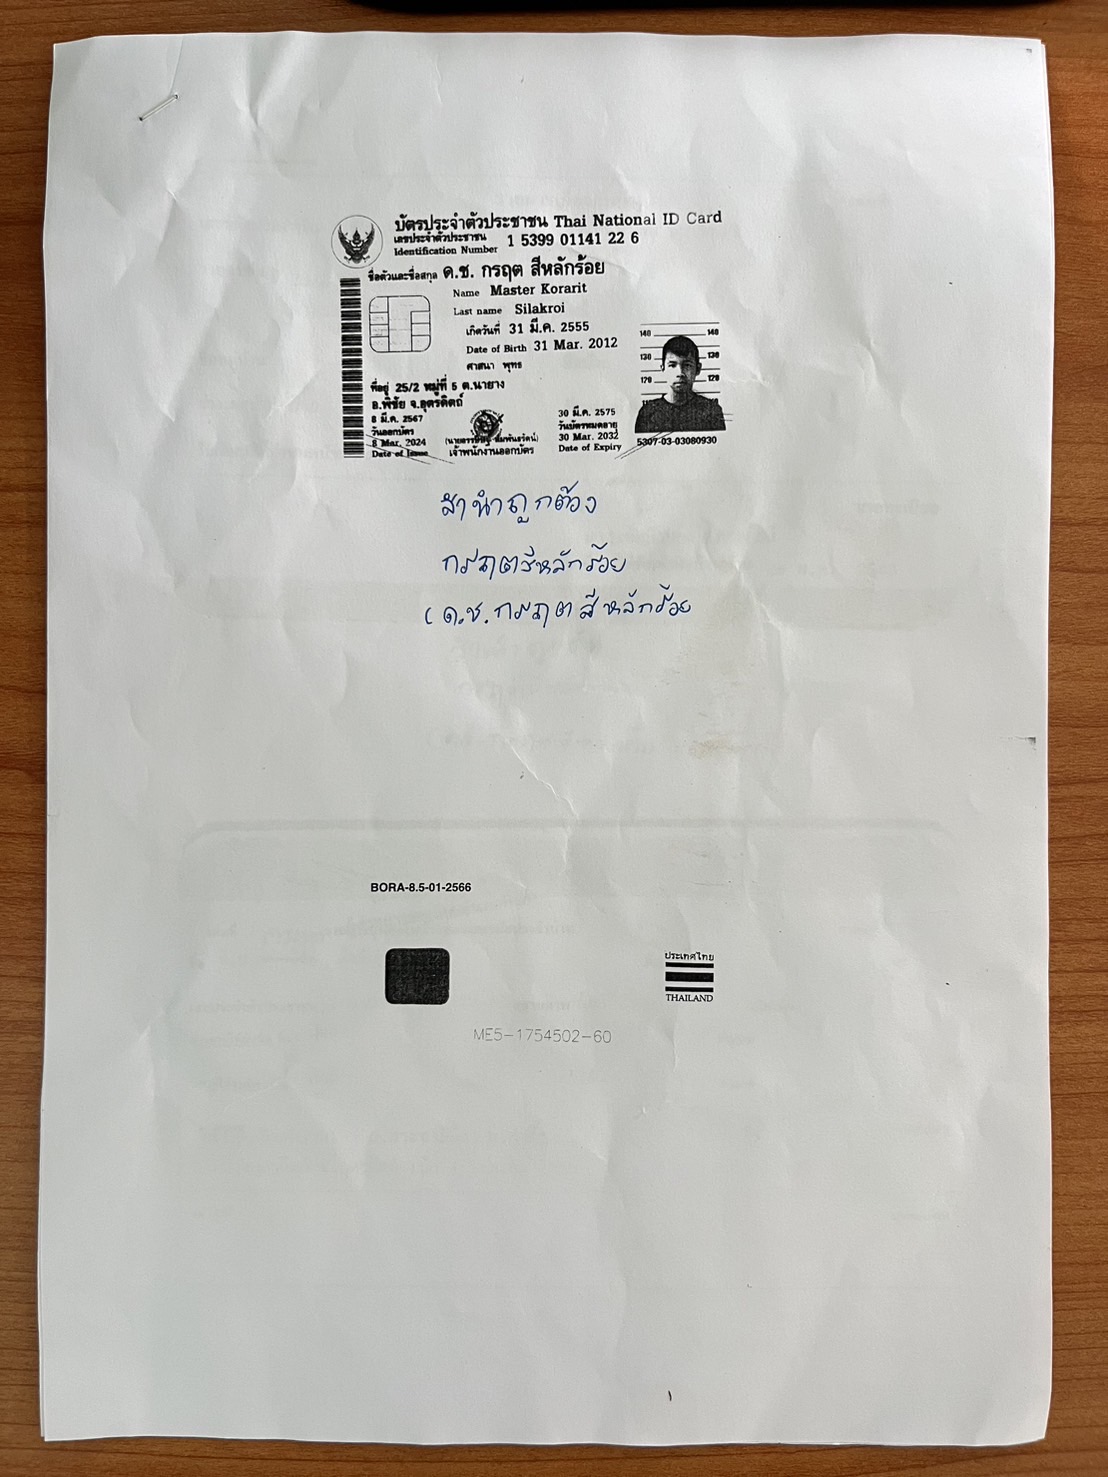 บัตรประจำตัวประชาชน Thai National ID Card
เลขประจำตัวประชาชน 1 5399 01141 22 6
Identification Number
ชื่อตัวและชื่อสกุล ด.ช. กรฤต สีหลักร้อย
Name Master Korarit
Last name Silakroi
เกิดวันที่ 31 มี.ค. 2555
Date of Birth 31 Mar. 2012
ศาสนา พุทธ
ที่อยู่ 25/2 หมู่ที่ 5 ต.นายาง
อ.พิชัย จ.อุตรดิตถ์
8 มี.ค. 2567
วันออกบัตร
8 Mar. 2024
Date of Issue
เจ้าพนักงานออกบัตร
30 มี.ค. 2575
วันบัตรหมดอายุ
30 Mar. 2032
Date of Expiry
140 140
130 130
120 120
5307-03-03080930
สำนำถูกต้อง
กรฤต สีหลักร้อย
(ด.ช. กรฤต สีหลักร้อย
BORA-8.5-01-2566
ประเทศไทย
THAILAND
ME5-1754502-60